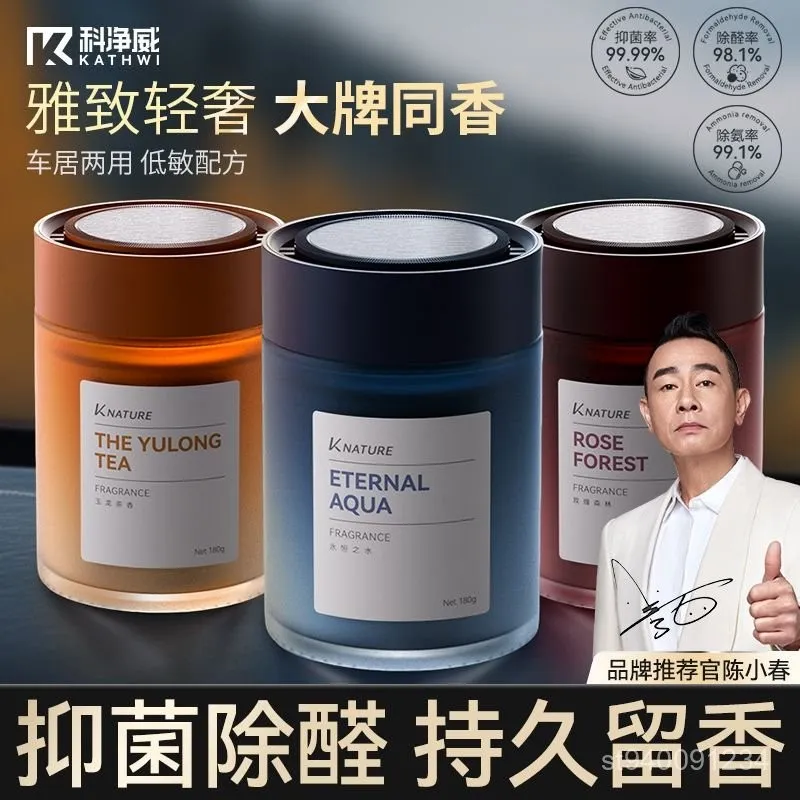 科净威
KATHWI
雅致轻奢 大牌同香
车居两用 低敏配方
Effective Antibacterial
抑菌率
99.99%
Effective Antibacterial
Formaldehyde Removal
除醛率
98.1%
Formaldehyde Removal
Ammonia removal
除氨率
99.1%
Ammonia removal
K NATURE
THE YULONG
TEA
FRAGRANCE
玉龙茶香
Net 180g
K NATURE
ETERNAL
AQUA
FRAGRANCE
永恒之水
Net 180g
K NATURE
ROSE
FOREST
FRAGRANCE
玫瑰森林
品牌推荐官陈小春
抑菌除醛 持久留香
sf940091234